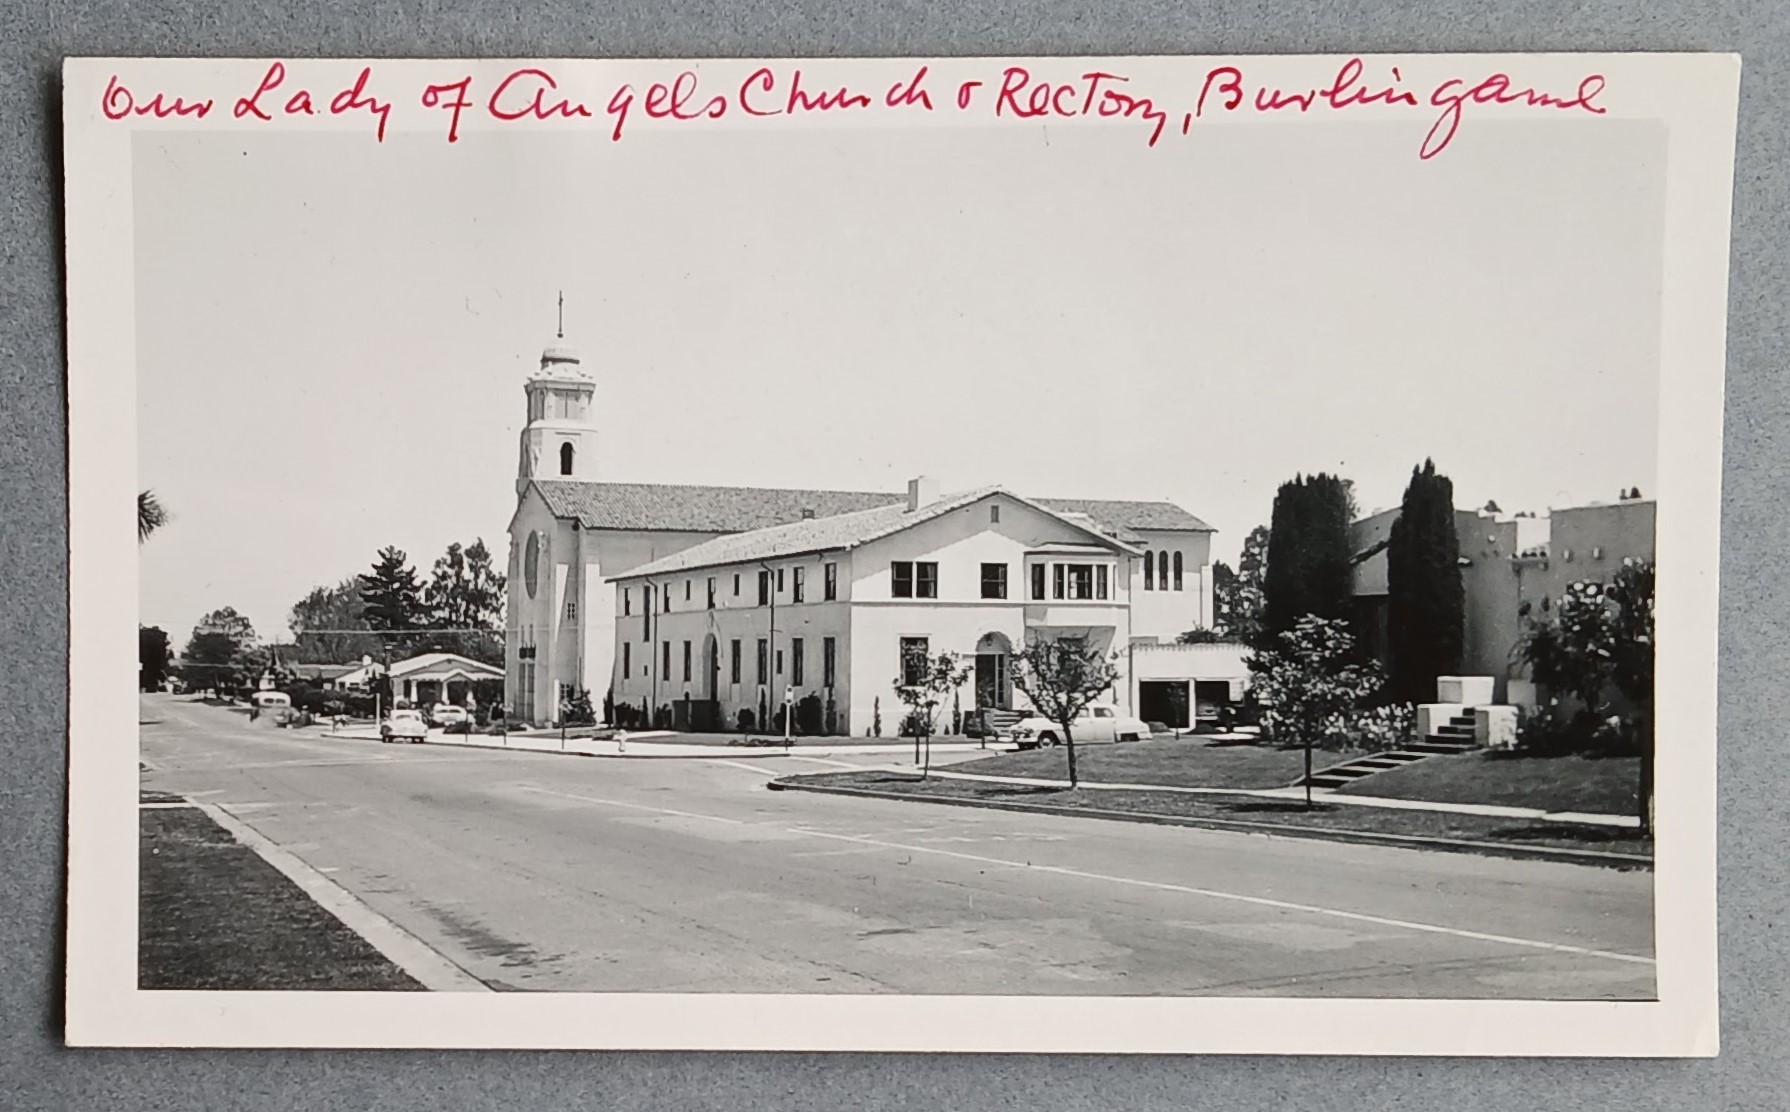 Our Lady of Angels Church & Rectory, Burlingame